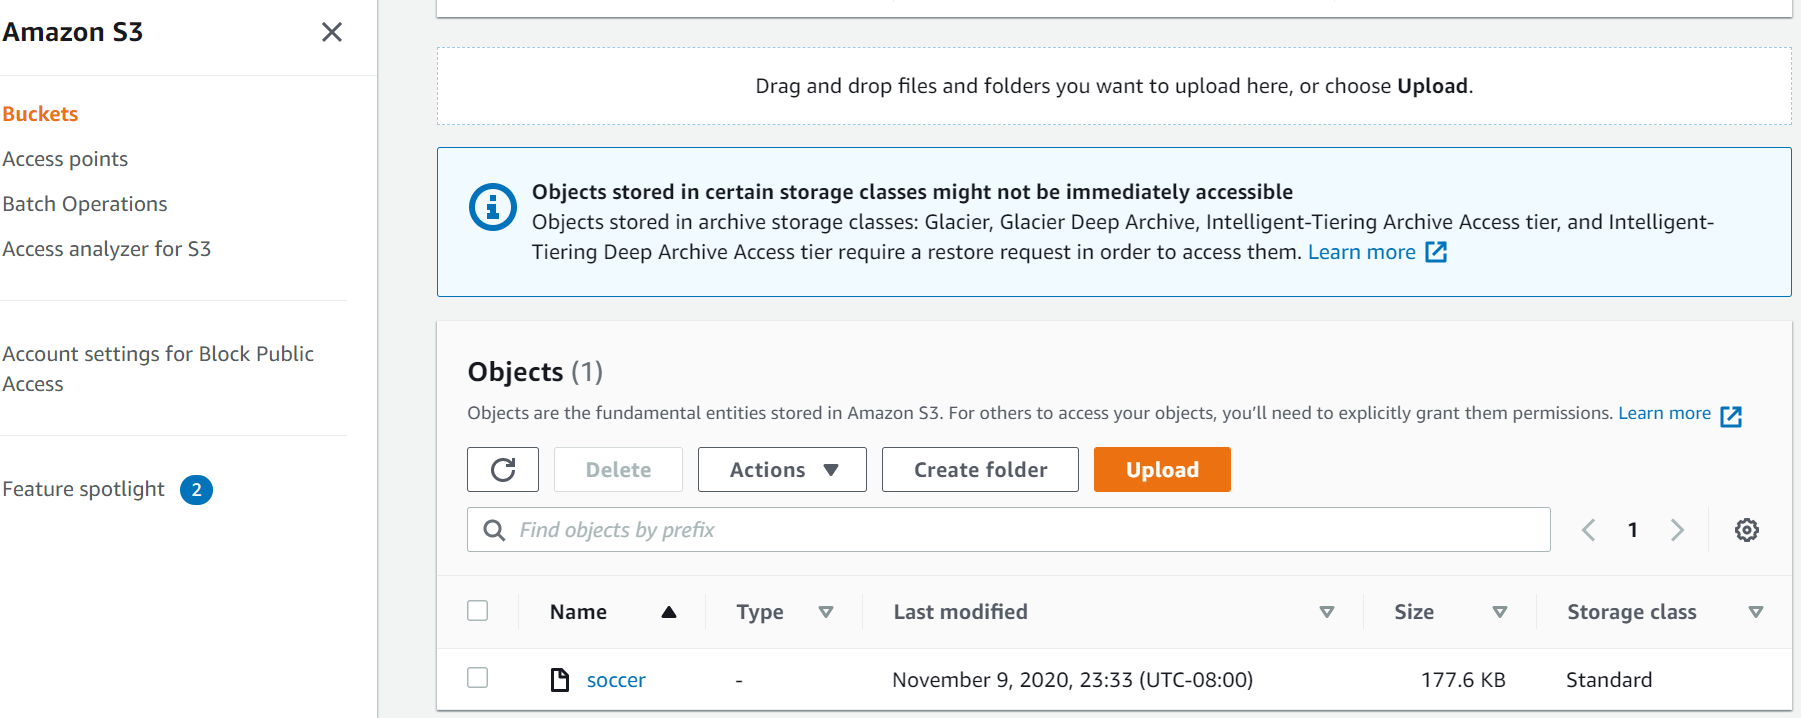 Amazon S3
Buckets
Access points
Batch Operations
Access analyzer for S3
Account settings for Block Public
Access
Feature spotlight 2
Drag and drop files and folders you want to upload here, or choose Upload.
Objects stored in certain storage classes might not be immediately accessible
Objects stored in archive storage classes: Glacier, Glacier Deep Archive, Intelligent-Tiering Archive Access tier, and Intelligent-
Tiering Deep Archive Access tier require a restore request in order to access them. Learn more
Objects (1)
Objects are the fundamental entities stored in Amazon S3. For others to access your objects, you’ll need to explicitly grant them permissions. Learn more
Delete Actions Create folder Upload
Find objects by prefix 1
Name Type Last modified Size Storage class
soccer - November 9, 2020, 23:33 (UTC-08:00) 177.6 KB Standard